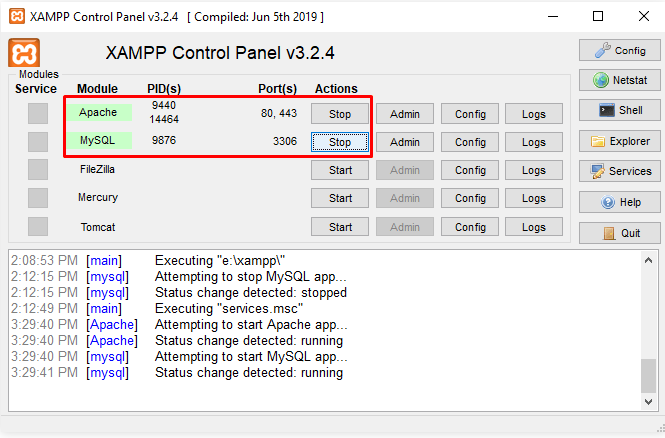 XAMPP Control Panel v3.2.4 [ Compiled: Jun 5th 2019 ]
XAMPP Control Panel v3.2.4
Config
Modules
Service Module PID(s) Port(s) Actions
Netstat
Apache 9440 14464 80, 443 Stop Admin Config Logs
Shell
MySQL 9876 3306 Stop Admin Config Logs
Explorer
FileZilla Start Admin Config Logs
Services
Mercury Start Admin Config Logs
Help
Tomcat Start Admin Config Logs
Quit
2:08:53 PM [main] Executing "e:\xampp\"
2:12:15 PM [mysql] Attempting to stop MySQL app...
2:12:15 PM [mysql] Status change detected: stopped
2:12:49 PM [main] Executing "services.msc"
3:29:40 PM [Apache] Attempting to start Apache app...
3:29:40 PM [Apache] Status change detected: running
3:29:40 PM [mysql] Attempting to start MySQL app...
3:29:41 PM [mysql] Status change detected: running